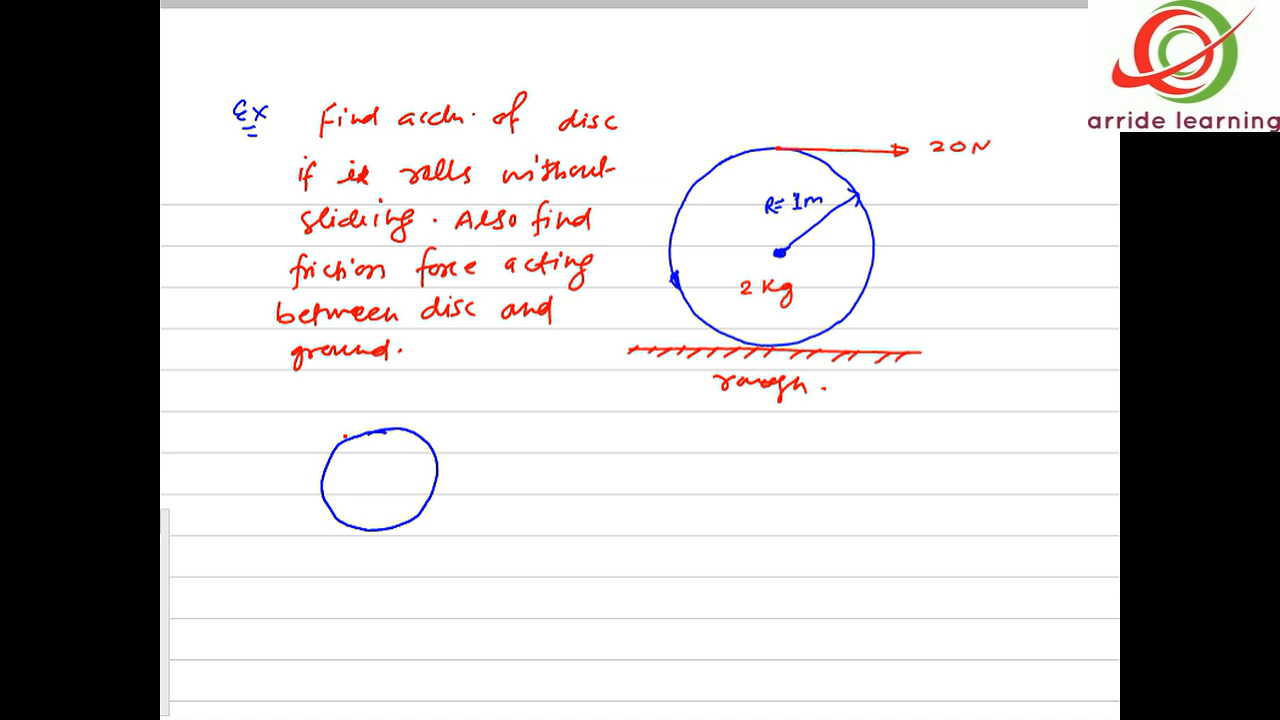 Ex Find accln. of disc
if it rolls without
sliding. Also find
friction force acting
between disc and
ground.
20N
R=1m
2 Kg
rough.
arride learning